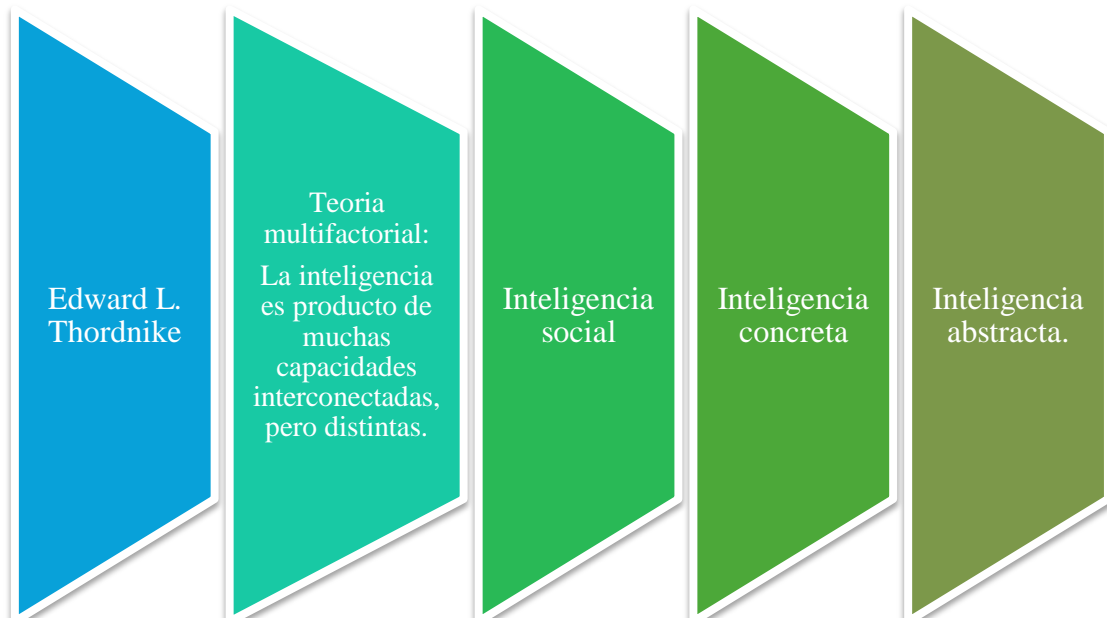 Edward L.
Thordnike
Teoria
multifactorial:
La inteligencia
es producto de
muchas
capacidades
interconectadas,
pero distintas.
Inteligencia
social
Inteligencia
concreta
Inteligencia
abstracta.